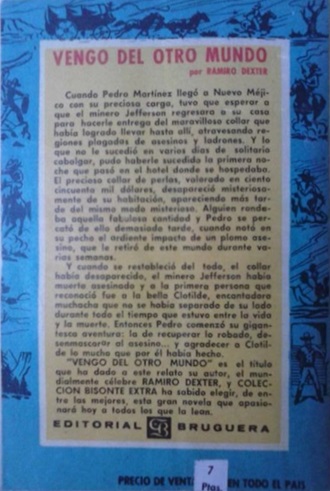 VENGO DEL OTRO MUNDO
por RAMIRO DEXTER
Cuando Pedro Martínez llegó a Nuevo Méji-
co con su preciosa carga, tuvo que esperar a
que el minero Jefferson regresara a su casa
para hacerle entrega del maravilloso collar que
había logrado llevar hasta allí, atravesando re-
giones plagadas de asesinos y ladrones. Y lo
que no le sucedió en varios días de solitario
cabalgar, pudo haberle sucedido la primera no-
che que pasó en el hotel donde se hospedaba.
El precioso collar de perlas, valorado en ciento
cincuenta mil dólares, desapareció misteriosa-
mente de su habitación, apareciendo más tar-
de del mismo modo misterioso. Alguien ronda-
ba aquella fabulosa cantidad y Pedro se per-
cató de ello demasiado tarde, cuando notó en
su pecho el ardiente impacto de un plomo ase-
sino, que le retiró de este mundo durante va-
rias semanas.
Y cuando se restableció del todo, el collar
había desaparecido, el minero Jefferson había
muerto asesinado y a la primera persona que
reconoció fue a la bella Clotilde, encantadora
muchacha que no se había separado de su lado
durante todo el tiempo que estuvo entre la vida
y la muerte. Entonces Pedro comenzó su gigan-
tesca aventura: la de recuperar lo robado, de-
senmascarar al asesino... y agradecer a Clotil-
de lo mucho que por él había hecho.
"VENGO DEL OTRO MUNDO" es el título
que ha dado a este relato su autor, el mun-
dialmente célebre RAMIRO DEXTER, y COLEC-
CION BISONTE EXTRA ha sabido elegir, de en-
tre las mejores, esta gran novela que apasio-
nará hoy a todos los que la lean.
EDITORIAL B BRUGUERA
7
Ptas.
PRECIO DE VENTA EN TODO EL PAIS